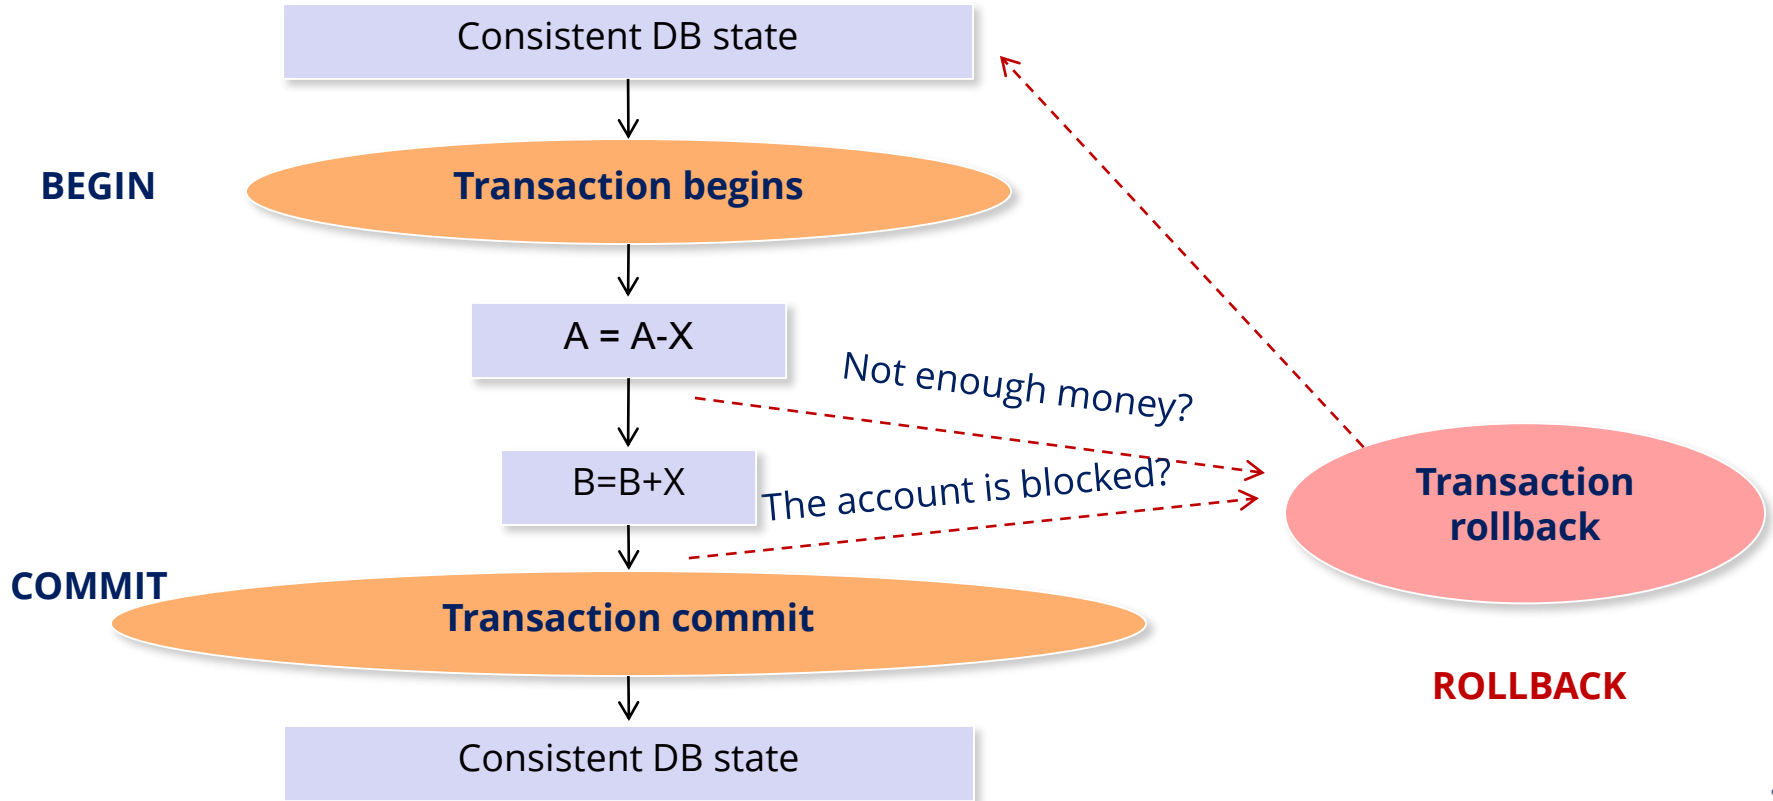 Consistent DB state
BEGIN
Transaction begins
A = A-X
Not enough money?
B=B+X
The account is blocked?
Transaction
rollback
COMMIT
Transaction commit
ROLLBACK
Consistent DB state